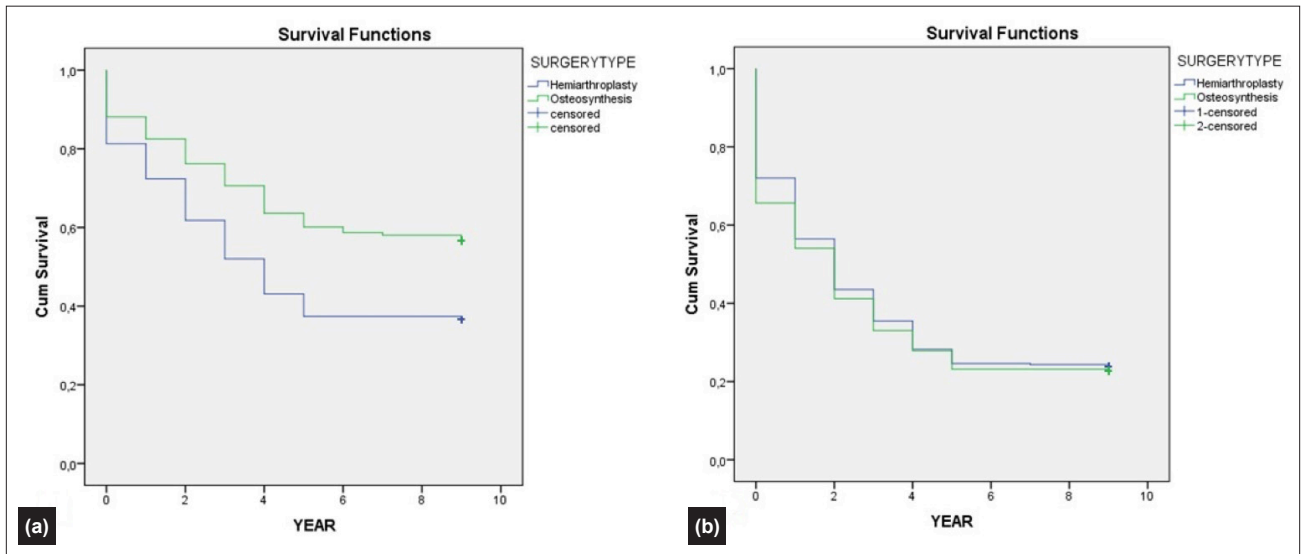 Survival Functions
SURGERYTYPE
Hemiarthroplasty
Osteosynthesis
censored
censored
1,0
0,8
0,6
0,4
0,2
0,0
Cum Survival
0 2 4 6 8 10
YEAR
(a)
Survival Functions
SURGERYTYPE
Hemiarthroplasty
Osteosynthesis
1-censored
2-censored
1,0
0,8
0,6
0,4
0,2
0,0
Cum Survival
0 2 4 6 8 10
YEAR
(b)